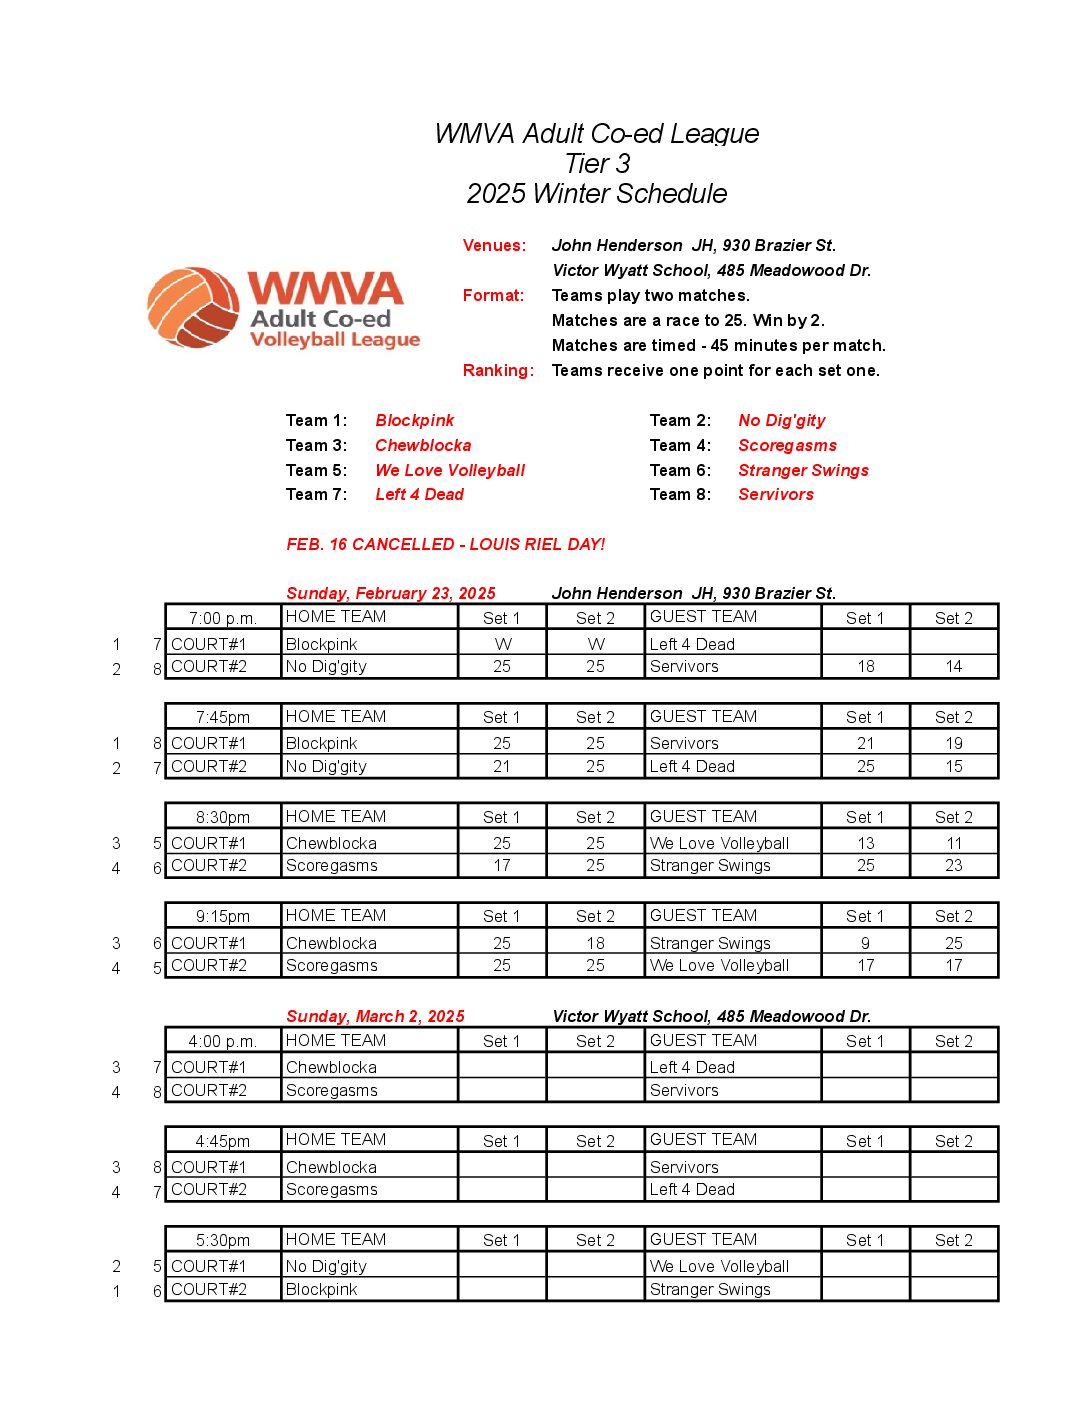 WMVA Adult Co-ed League
Tier 3
2025 Winter Schedule
Venues: John Henderson JH, 930 Brazier St.
Victor Wyatt School, 485 Meadowood Dr.
WMVA
Adult Co-ed
Volleyball League
Format: Teams play two matches.
Matches are a race to 25. Win by 2.
Matches are timed - 45 minutes per match.
Ranking: Teams receive one point for each set one.
Team 1: Blockpink Team 2: No Dig'gity
Team 3: Chewblocka Team 4: Scoregasms
Team 5: We Love Volleyball Team 6: Stranger Swings
Team 7: Left 4 Dead Team 8: Servivors
FEB. 16 CANCELLED - LOUIS RIEL DAY!
Sunday, February 23, 2025 John Henderson JH, 930 Brazier St.
7:00 p.m. HOME TEAM Set 1 Set 2 GUEST TEAM Set 1 Set 2
1 7 COURT#1 Blockpink W W Left 4 Dead
2 8 COURT#2 No Dig'gity 25 25 Servivors 18 14
7:45pm HOME TEAM Set 1 Set 2 GUEST TEAM Set 1 Set 2
1 8 COURT#1 Blockpink 25 25 Servivors 21 19
2 7 COURT#2 No Dig'gity 21 25 Left 4 Dead 25 15
8:30pm HOME TEAM Set 1 Set 2 GUEST TEAM Set 1 Set 2
3 5 COURT#1 Chewblocka 25 25 We Love Volleyball 13 11
4 6 COURT#2 Scoregasms 17 25 Stranger Swings 25 23
9:15pm HOME TEAM Set 1 Set 2 GUEST TEAM Set 1 Set 2
3 6 COURT#1 Chewblocka 25 18 Stranger Swings 9 25
4 5 COURT#2 Scoregasms 25 25 We Love Volleyball 17 17
Sunday, March 2, 2025 Victor Wyatt School, 485 Meadowood Dr.
4:00 p.m. HOME TEAM Set 1 Set 2 GUEST TEAM Set 1 Set 2
3 7 COURT#1 Chewblocka Left 4 Dead
4 8 COURT#2 Scoregasms Servivors
4:45pm HOME TEAM Set 1 Set 2 GUEST TEAM Set 1 Set 2
3 8 COURT#1 Chewblocka Servivors
4 7 COURT#2 Scoregasms Left 4 Dead
5:30pm HOME TEAM Set 1 Set 2 GUEST TEAM Set 1 Set 2
2 5 COURT#1 No Dig'gity We Love Volleyball
1 6 COURT#2 Blockpink Stranger Swings